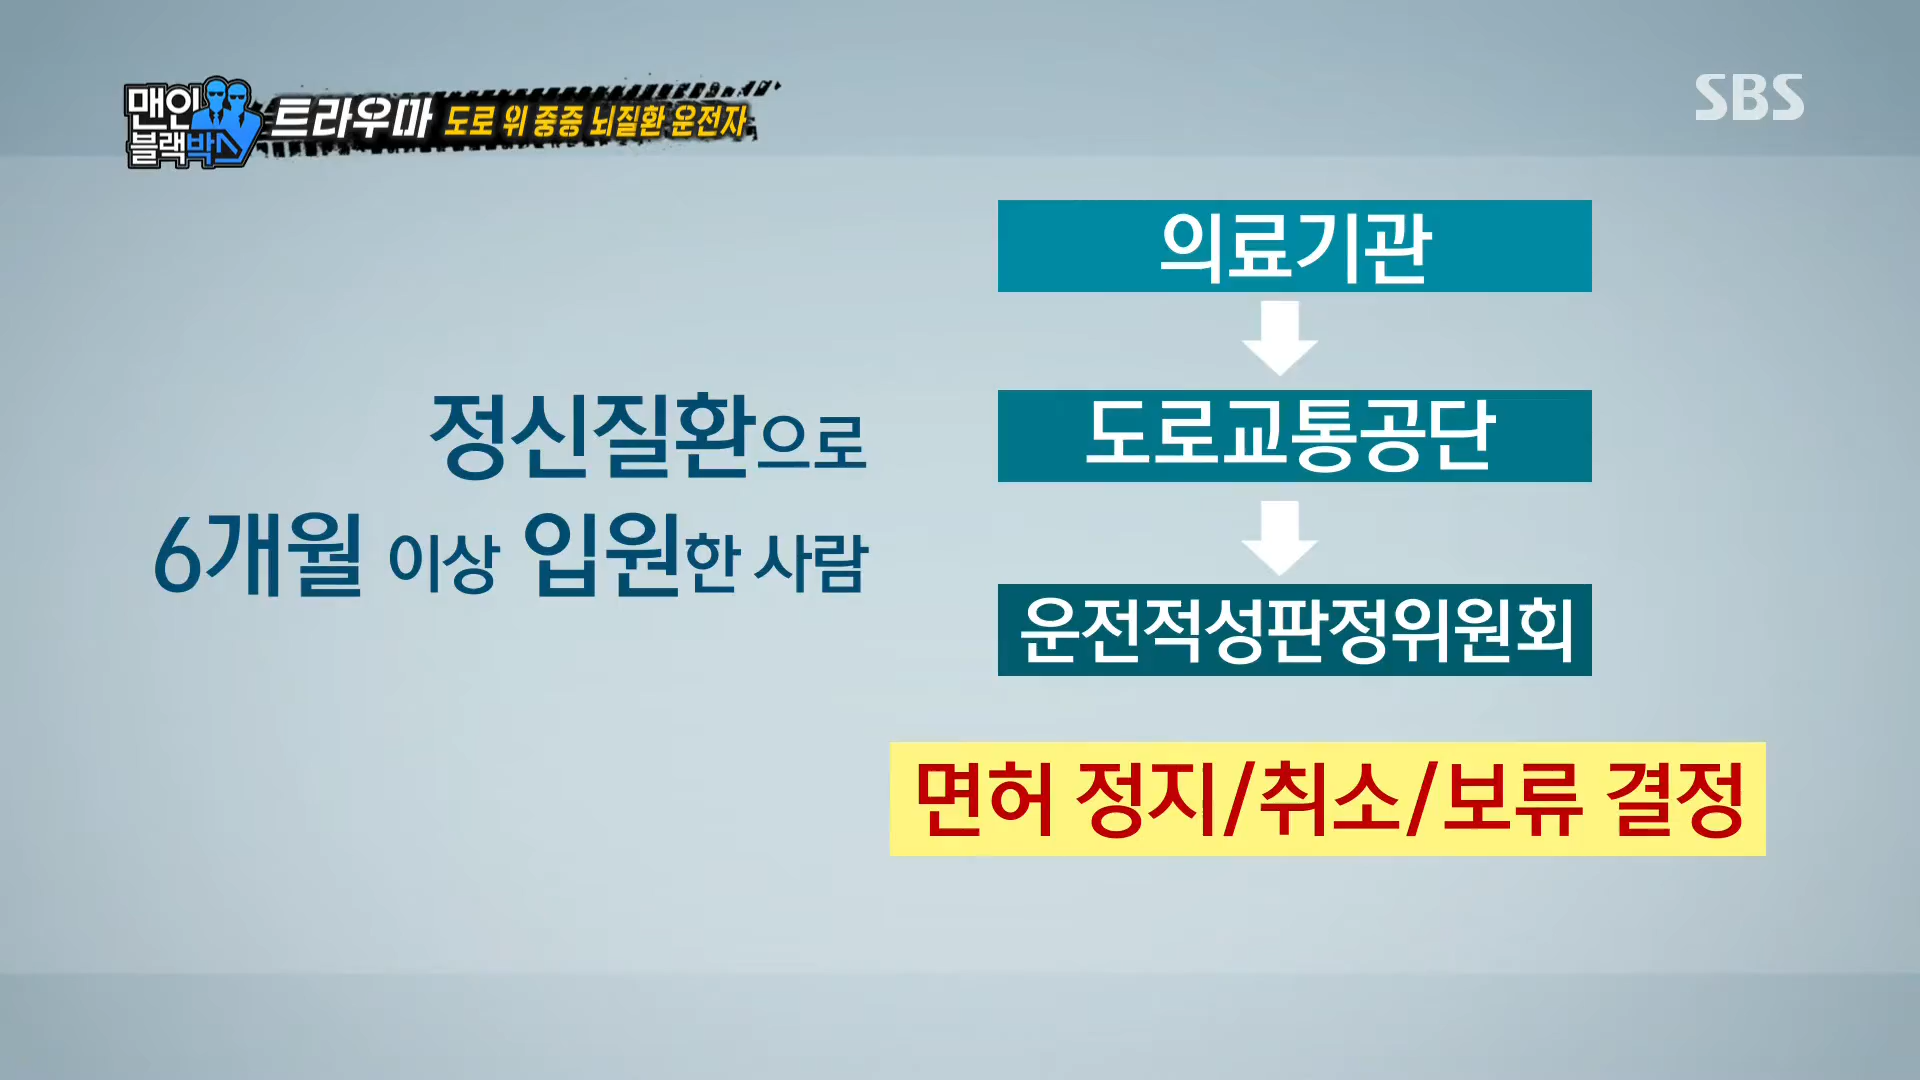 맨인
블랙박스
트라우마 도로 위 중증 뇌질환 운전자
SBS
정신질환으로
6개월 이상 입원한 사람
의료기관
도로교통공단
운전적성판정위원회
면허 정지/취소/보류 결정